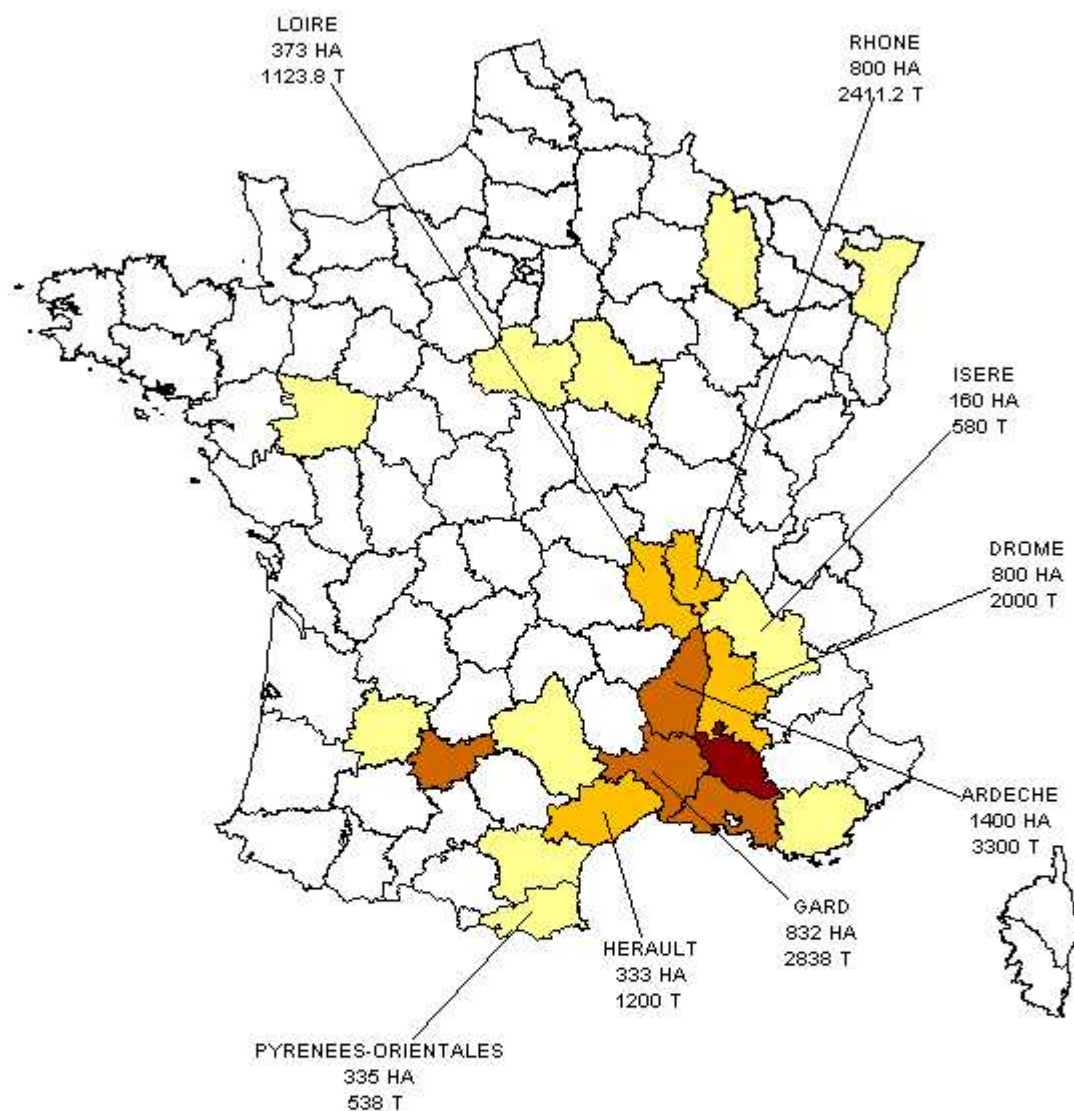 LOIRE
373 HA
1123.8 T
RHONE
800 HA
2411.2 T
ISERE
160 HA
580 T
DROME
800 HA
2000 T
ARDECHE
1400 HA
3300 T
GARD
832 HA
2838 T
HERAULT
333 HA
1200 T
PYRENEES-ORIENTALES
335 HA
538 T